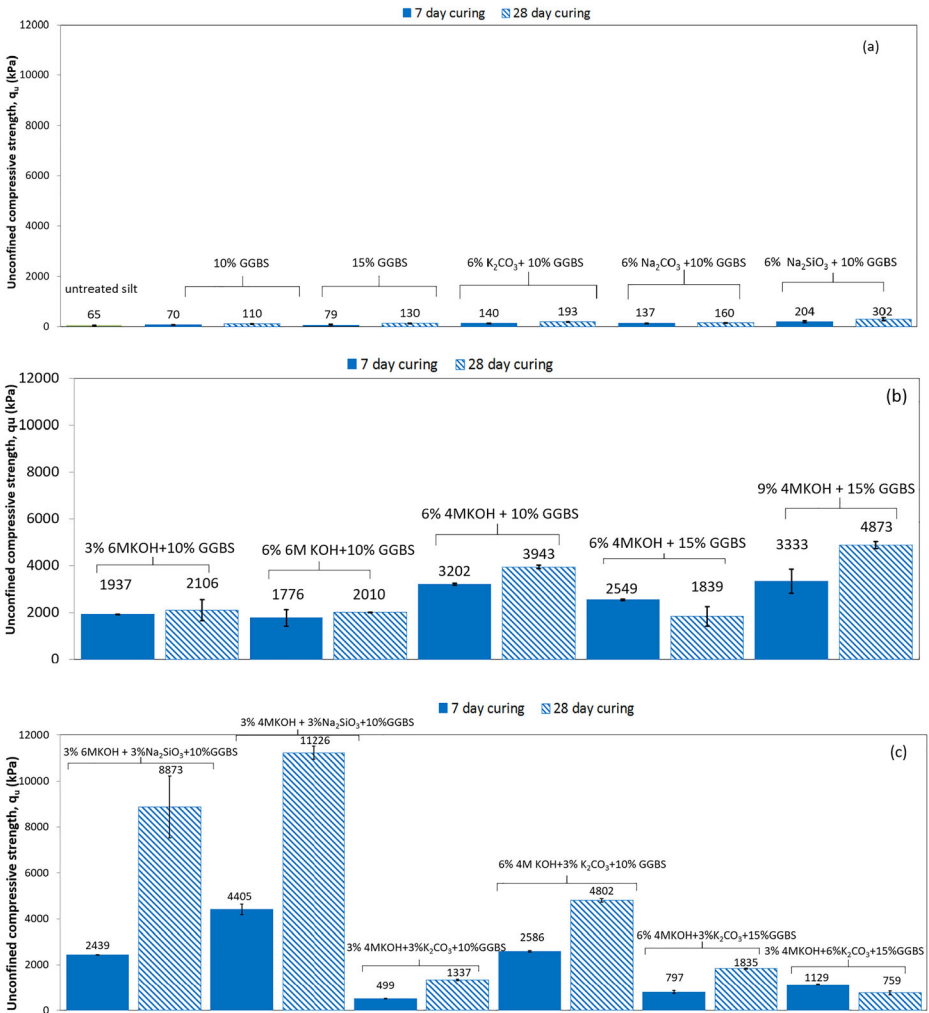 7 day curing 28 day curing
(a)
Unconfined compressive strength, qᵤ (kPa)
12000
10000
8000
6000
4000
2000
0
untreated silt
10% GGBS
15% GGBS
6% K₂CO₃+ 10% GGBS
6% Na₂CO₃ +10% GGBS
6% Na₂SiO₃ + 10% GGBS
65 70 110 79 130 140 193 137 160 204 302
7 day curing 28 day curing
(b)
Unconfined compressive strength, qu (kPa)
12000
10000
8000
6000
4000
2000
0
3% 6MKOH+10% GGBS
6% 6M KOH+10% GGBS
6% 4MKOH + 10% GGBS
6% 4MKOH + 15% GGBS
9% 4MKOH + 15% GGBS
1937 2106 1776 2010 3202 3943 2549 1839 3333 4873
7 day curing 28 day curing
(c)
Unconfined compressive strength, qᵤ (kPa)
12000
10000
8000
6000
4000
2000
0
3% 6MKOH + 3%Na₂SiO₃+10%GGBS
3% 4MKOH + 3%Na₂SiO₃+10%GGBS
3% 4MKOH+3%K₂CO₃+10%GGBS
6% 4M KOH+3% K₂CO₃+10% GGBS
6% 4MKOH+3%K₂CO₃+15%GGBS
3% 4MKOH+6%K₂CO₃+15%GGBS
2439 8873 4405 11226 499 1337 2586 4802 797 1835 1129 759